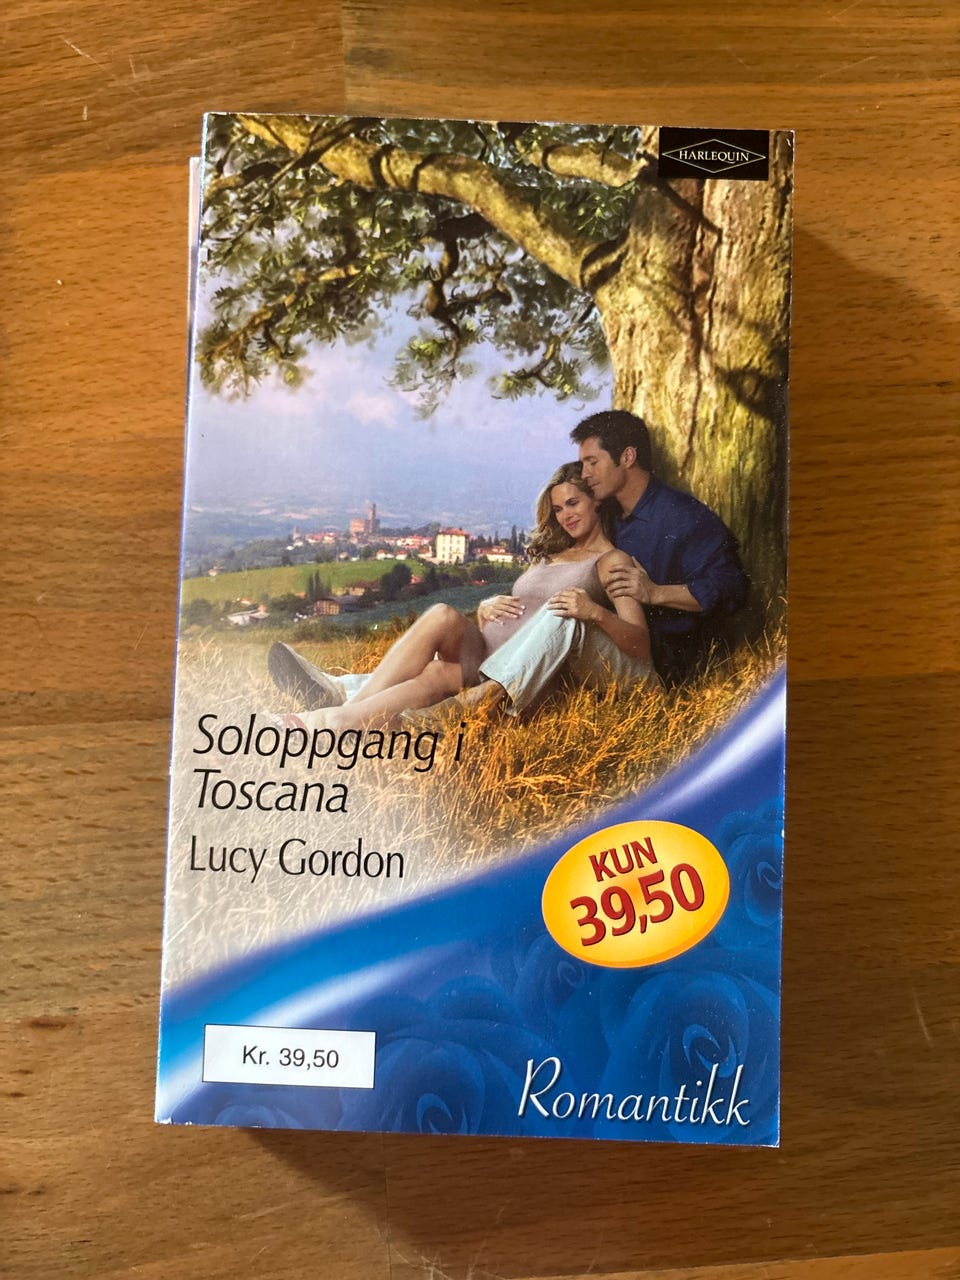 HARLEQUIN
Soloppgang i
Toscana
Lucy Gordon
KUN
39,50
Kr. 39,50
Romantikk